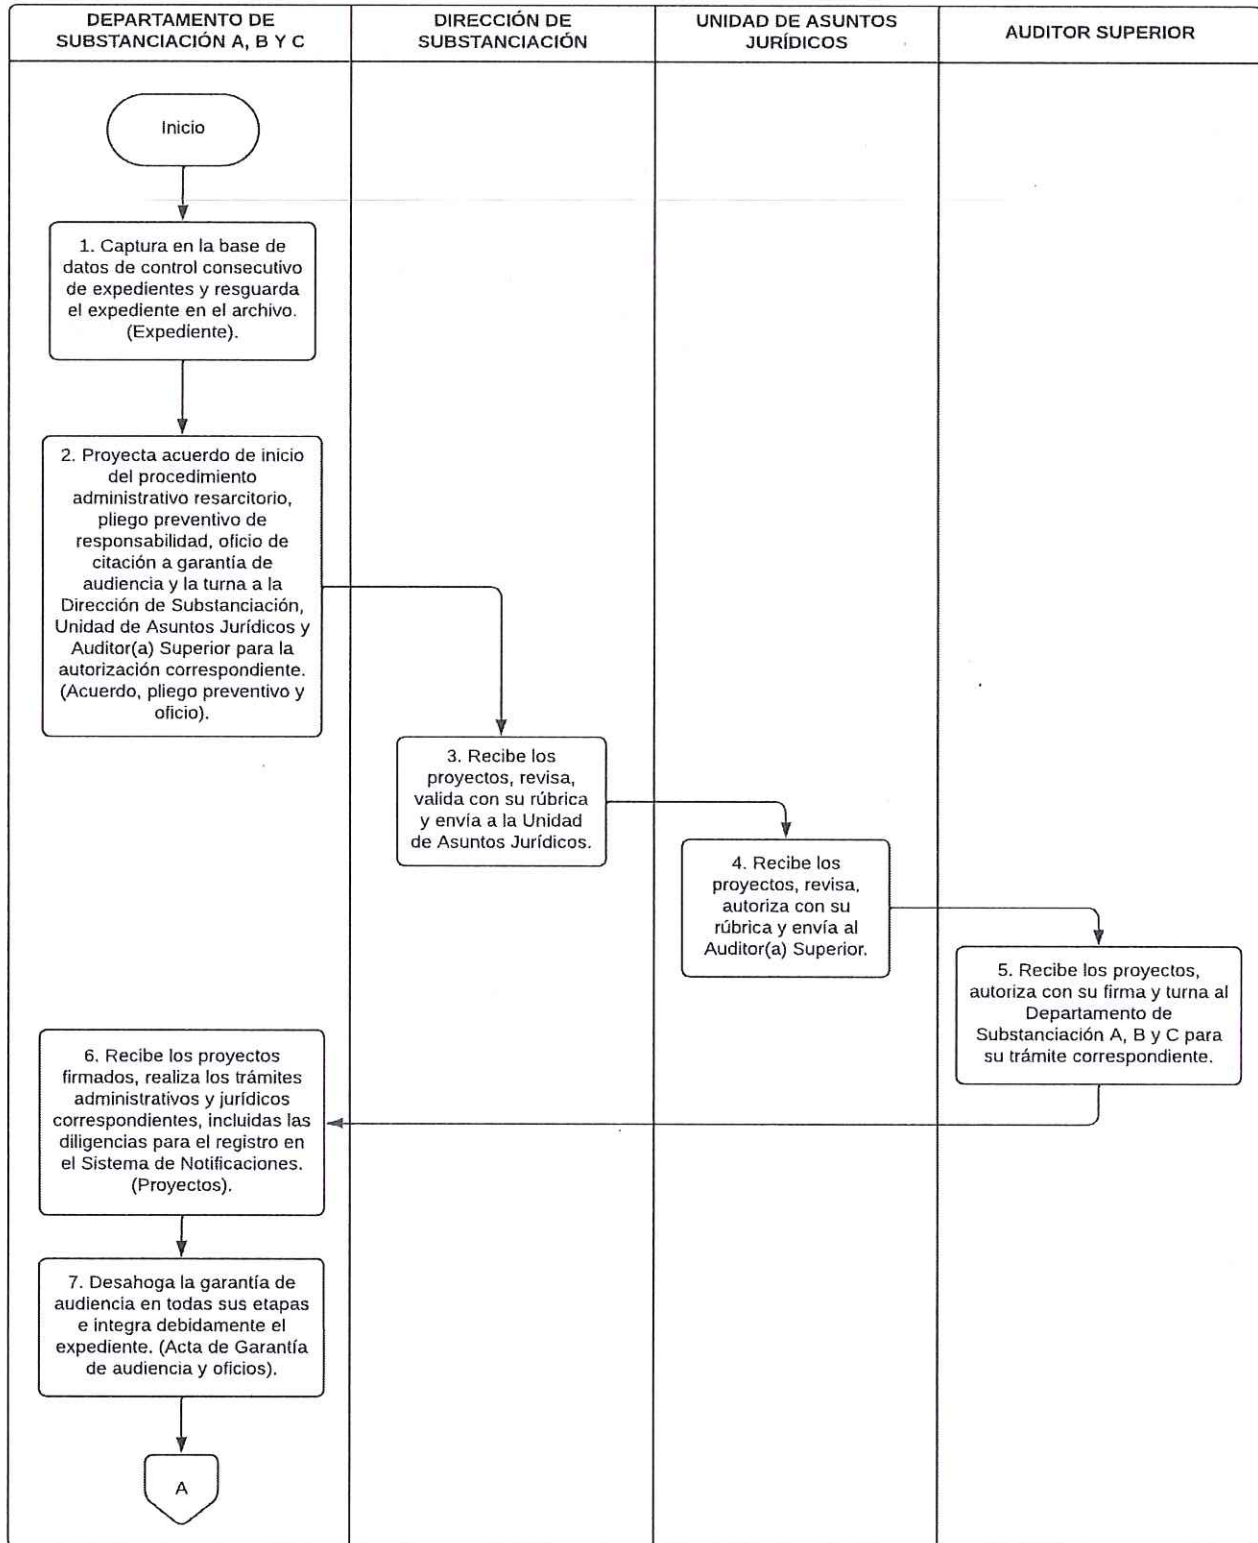 DEPARTAMENTO DE
SUBSTANCIACIÓN A, B Y C
DIRECCIÓN DE
SUBSTANCIACIÓN
UNIDAD DE ASUNTOS
JURÍDICOS
AUDITOR SUPERIOR
Inicio
1. Captura en la base de
datos de control consecutivo
de expedientes y resguarda
el expediente en el archivo.
(Expediente).
2. Proyecta acuerdo de inicio
del procedimiento
administrativo resarcitorio,
pliego preventivo de
responsabilidad, oficio de
citación a garantía de
audiencia y la turna a la
Dirección de Substanciación,
Unidad de Asuntos Jurídicos y
Auditor(a) Superior para la
autorización correspondiente.
(Acuerdo, pliego preventivo y
oficio).
3. Recibe los
proyectos, revisa,
valida con su rúbrica
y envía a la Unidad
de Asuntos Jurídicos.
4. Recibe los
proyectos, revisa,
autoriza con su
rúbrica y envía al
Auditor(a) Superior.
5. Recibe los proyectos,
autoriza con su firma y turna al
Departamento de
Substanciación A, B y C para
su trámite correspondiente.
6. Recibe los proyectos
firmados, realiza los trámites
administrativos y jurídicos
correspondientes, incluidas las
diligencias para el registro en
el Sistema de Notificaciones.
(Proyectos).
7. Desahoga la garantía de
audiencia en todas sus etapas
e integra debidamente el
expediente. (Acta de Garantía
de audiencia y oficios).
A